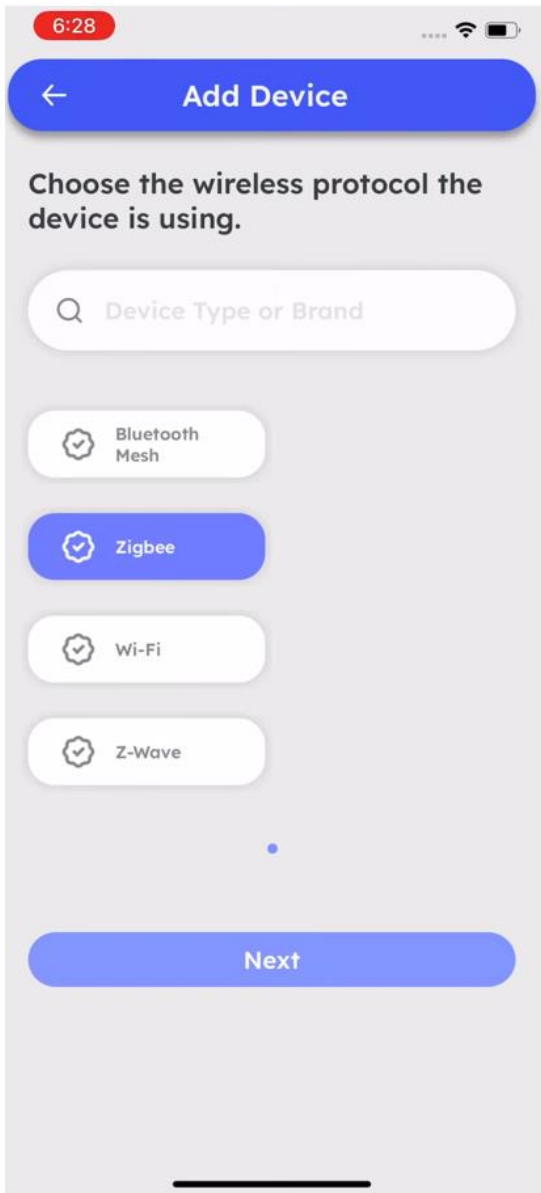 6:28
Add Device
Choose the wireless protocol the
device is using.
Device Type or Brand
Bluetooth
Mesh
Zigbee
Wi-Fi
Z-Wave
Next